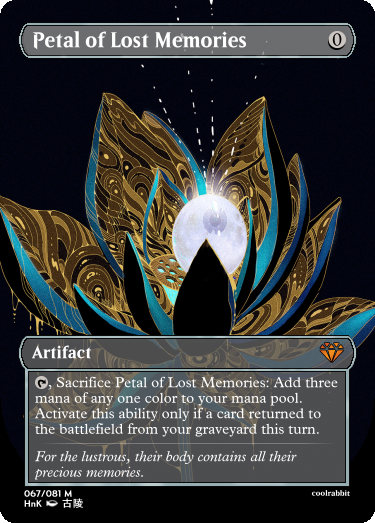 Petal of Lost Memories 0
Artifact
, Sacrifice Petal of Lost Memories: Add three
mana of any one color to your mana pool.
Activate this ability only if a card returned to
the battlefield from your graveyard this turn.
For the lustrous, their body contains all their
precious memories.
067/081 M
HnK 古陵 coolrabbit